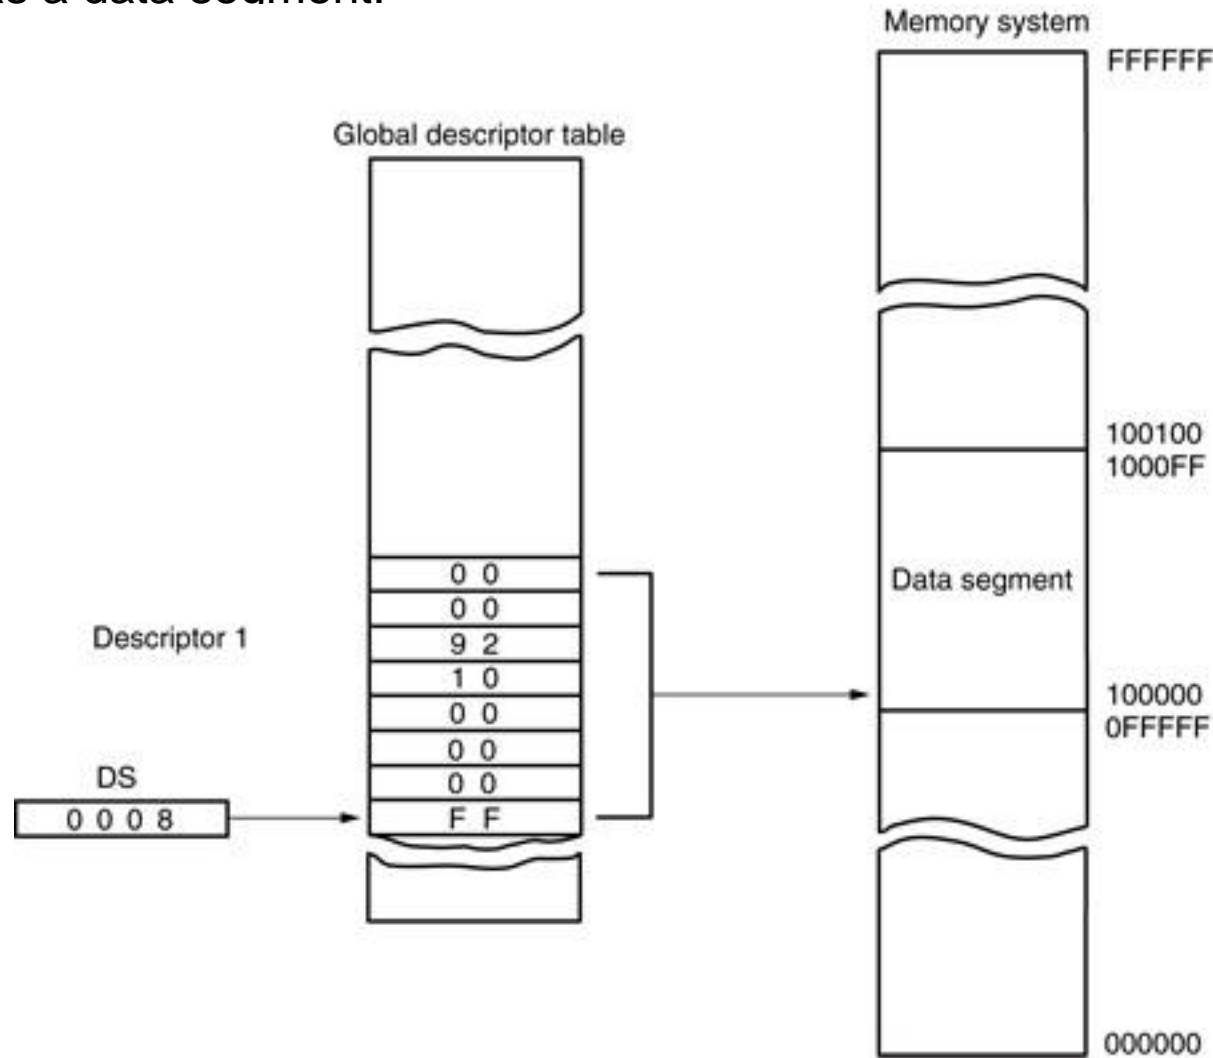 as a data segment.
Memory system
FFFFFF
Global descriptor table
100100
1000FF
Data segment
0 0
0 0
Descriptor 1
9 2
1 0
100000
0 0
0FFFFF
0 0
DS
0 0
0 0 0 8
F F
000000